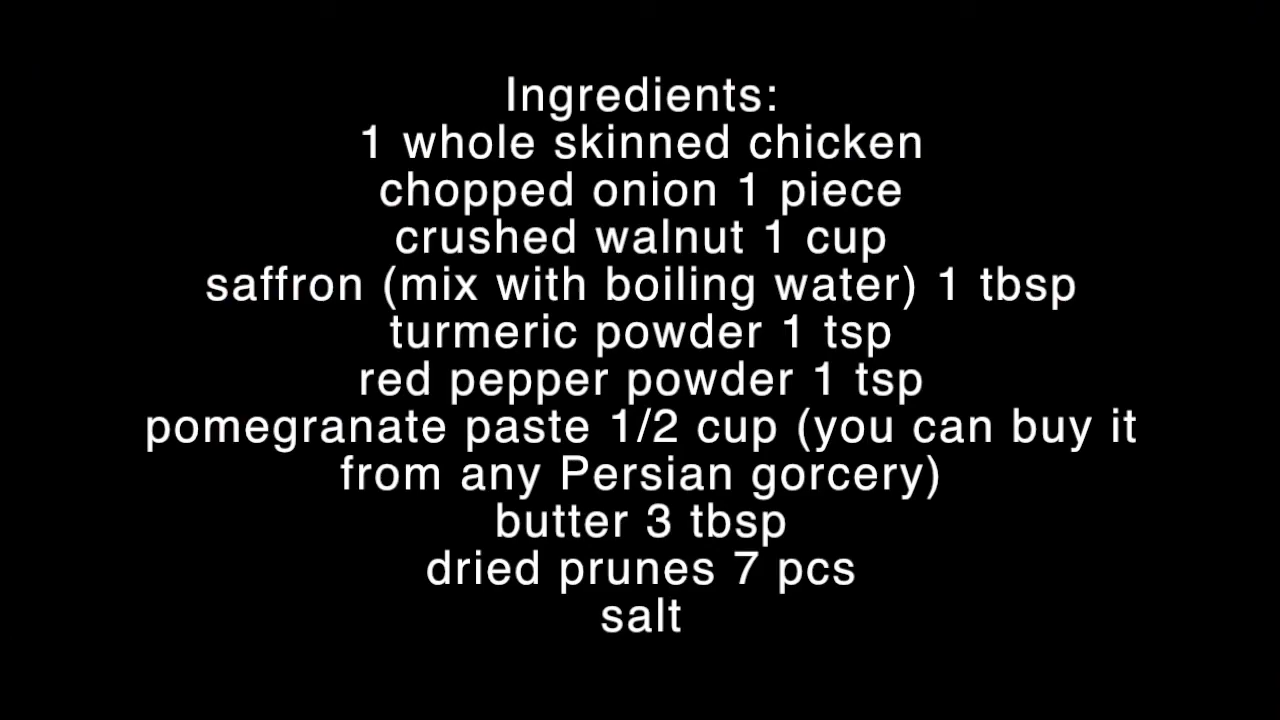 Ingredients:
1 whole skinned chicken
chopped onion 1 piece
crushed walnut 1 cup
saffron (mix with boiling water) 1 tbsp
turmeric powder 1 tsp
red pepper powder 1 tsp
pomegranate paste 1/2 cup (you can buy it
from any Persian gorcery)
butter 3 tbsp
dried prunes 7 pcs
salt